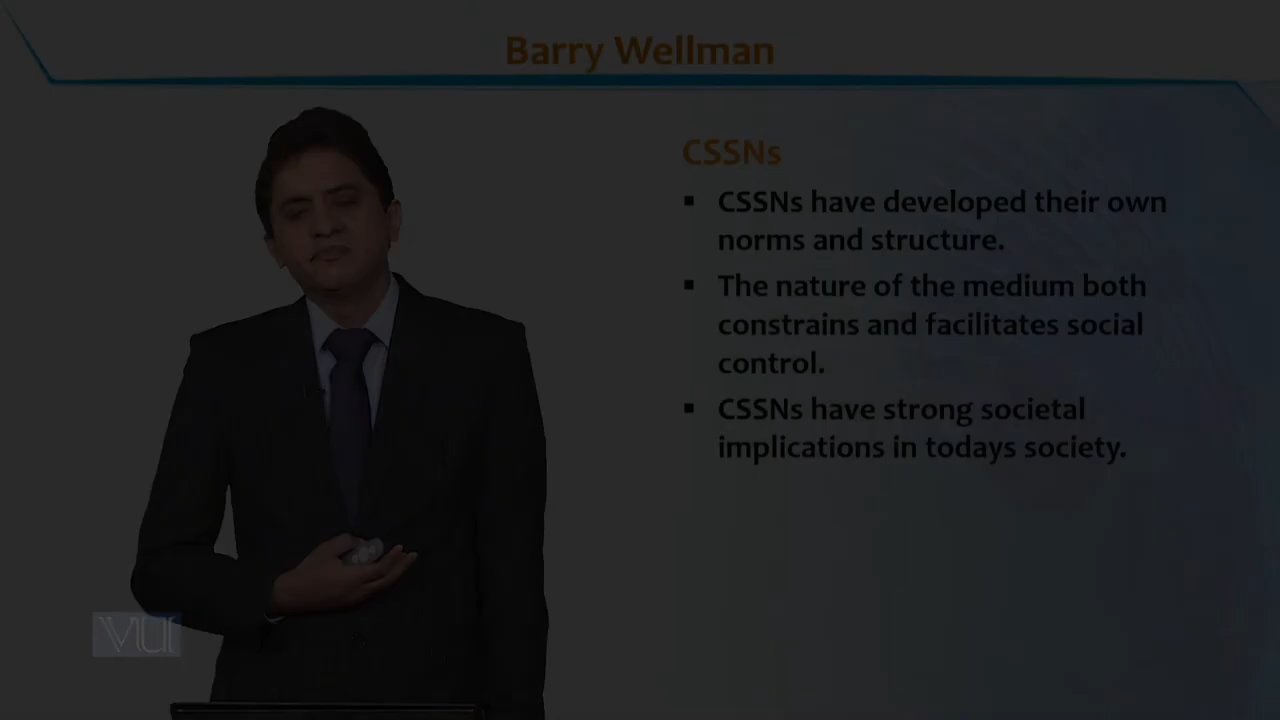 Barry Wellman
CSSNs
▪ CSSNs have developed their own
norms and structure.
▪ The nature of the medium both
constrains and facilitates social
control.
▪ CSSNs have strong societal
implications in todays society.
VU